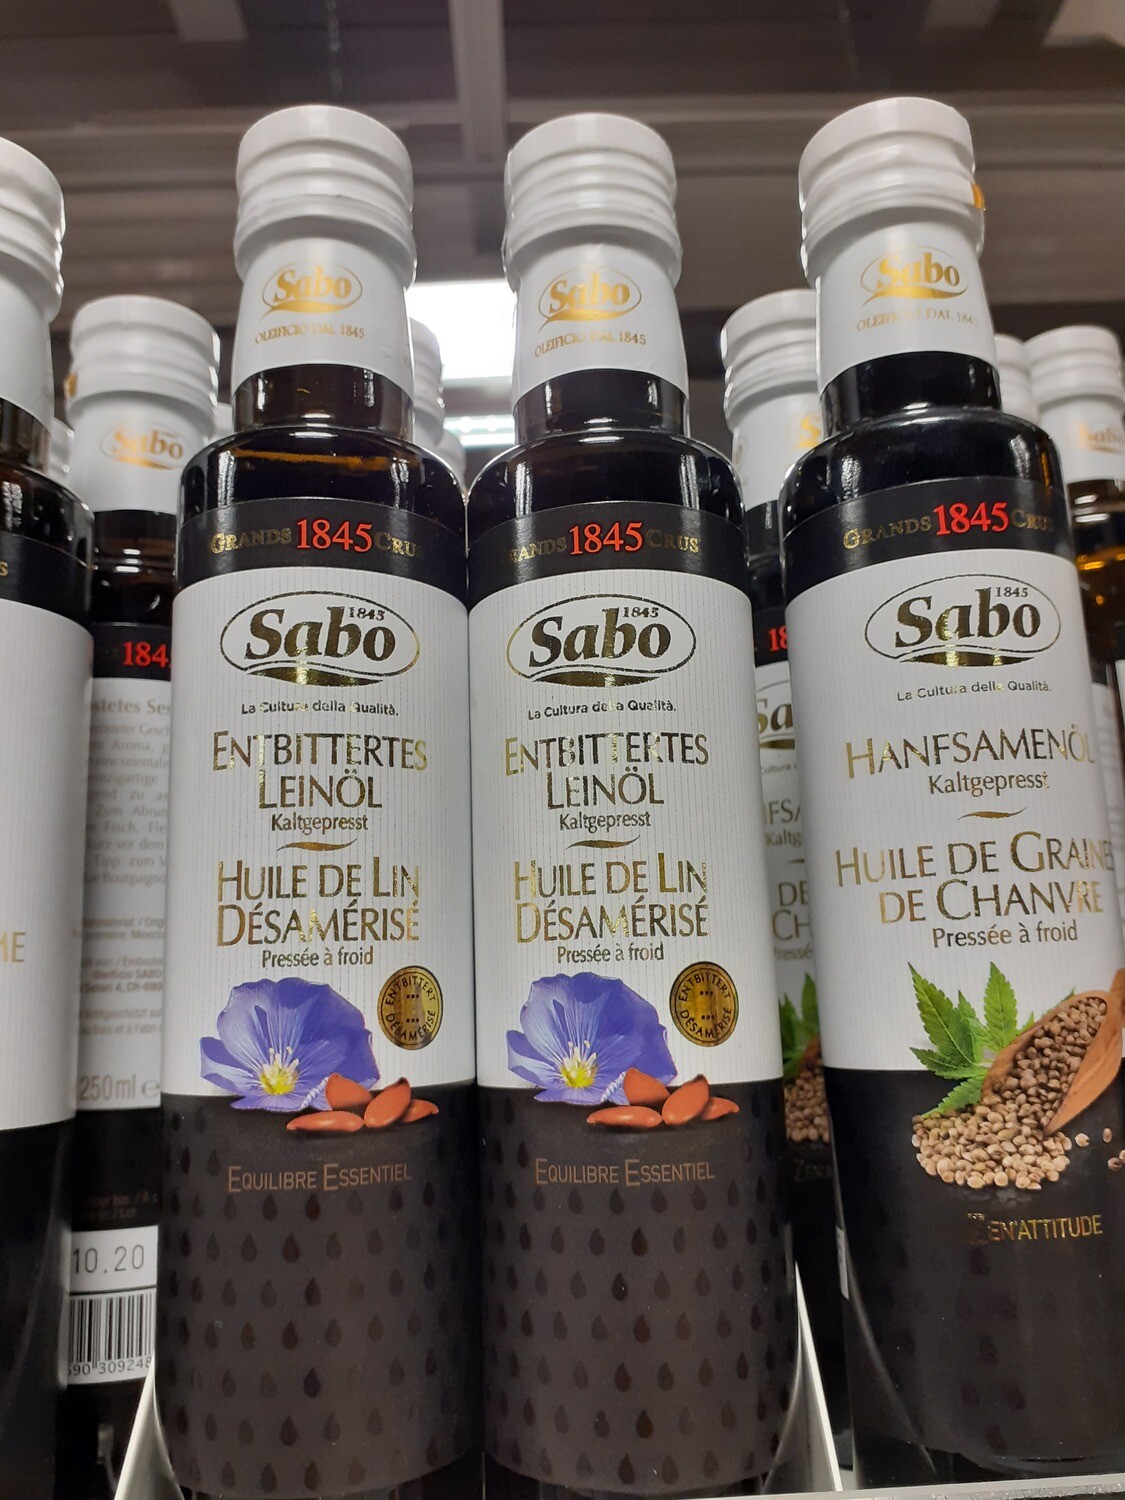 Sabo
OLEIFICIO DAL 1845
GRANDS 1845 CRUS
Sabo 1845
La Cultura della Qualità.
ENTBITTERTES
LEINÖL
Kaltgepresst
HUILE DE LIN
DÉSAMÉRISÉ
Pressée à froid
ENTBITTERT
DÉSAMÉRISÉ
EQUILIBRE ESSENTIEL
Sabo
OLEIFICIO DAL 1845
GRANDS 1845 CRUS
Sabo 1845
La Cultura della Qualità.
ENTBITTERTES
LEINÖL
Kaltgepresst
HUILE DE LIN
DÉSAMÉRISÉ
Pressée à froid
ENTBITTERT
DÉSAMÉRISÉ
EQUILIBRE ESSENTIEL
Sabo
OLEIFICIO DAL 1845
GRANDS 1845 CRUS
Sabo 1845
La Cultura della Qualità.
HANFSAMENÖL
Kaltgepresst
HUILE DE GRAINES
DE CHANVRE
Pressée à froid
ZEN'ATTITUDE
Sabo
250ml e
10.20